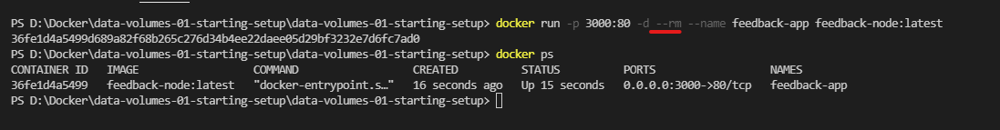 PS D:\Docker\data-volumes-01-starting-setup\data-volumes-01-starting-setup> docker run -p 3000:80 -d --rm --name feedback-app feedback-node:latest
36fe1d4a5499d689a82f68b265c276d34b4ee22daee05d29bf3232e7d6fc7ad0
PS D:\Docker\data-volumes-01-starting-setup\data-volumes-01-starting-setup> docker ps
CONTAINER ID IMAGE COMMAND CREATED STATUS PORTS NAMES
36fe1d4a5499 feedback-node:latest "docker-entrypoint.s…" 16 seconds ago Up 15 seconds 0.0.0.0:3000->80/tcp feedback-app
PS D:\Docker\data-volumes-01-starting-setup\data-volumes-01-starting-setup>